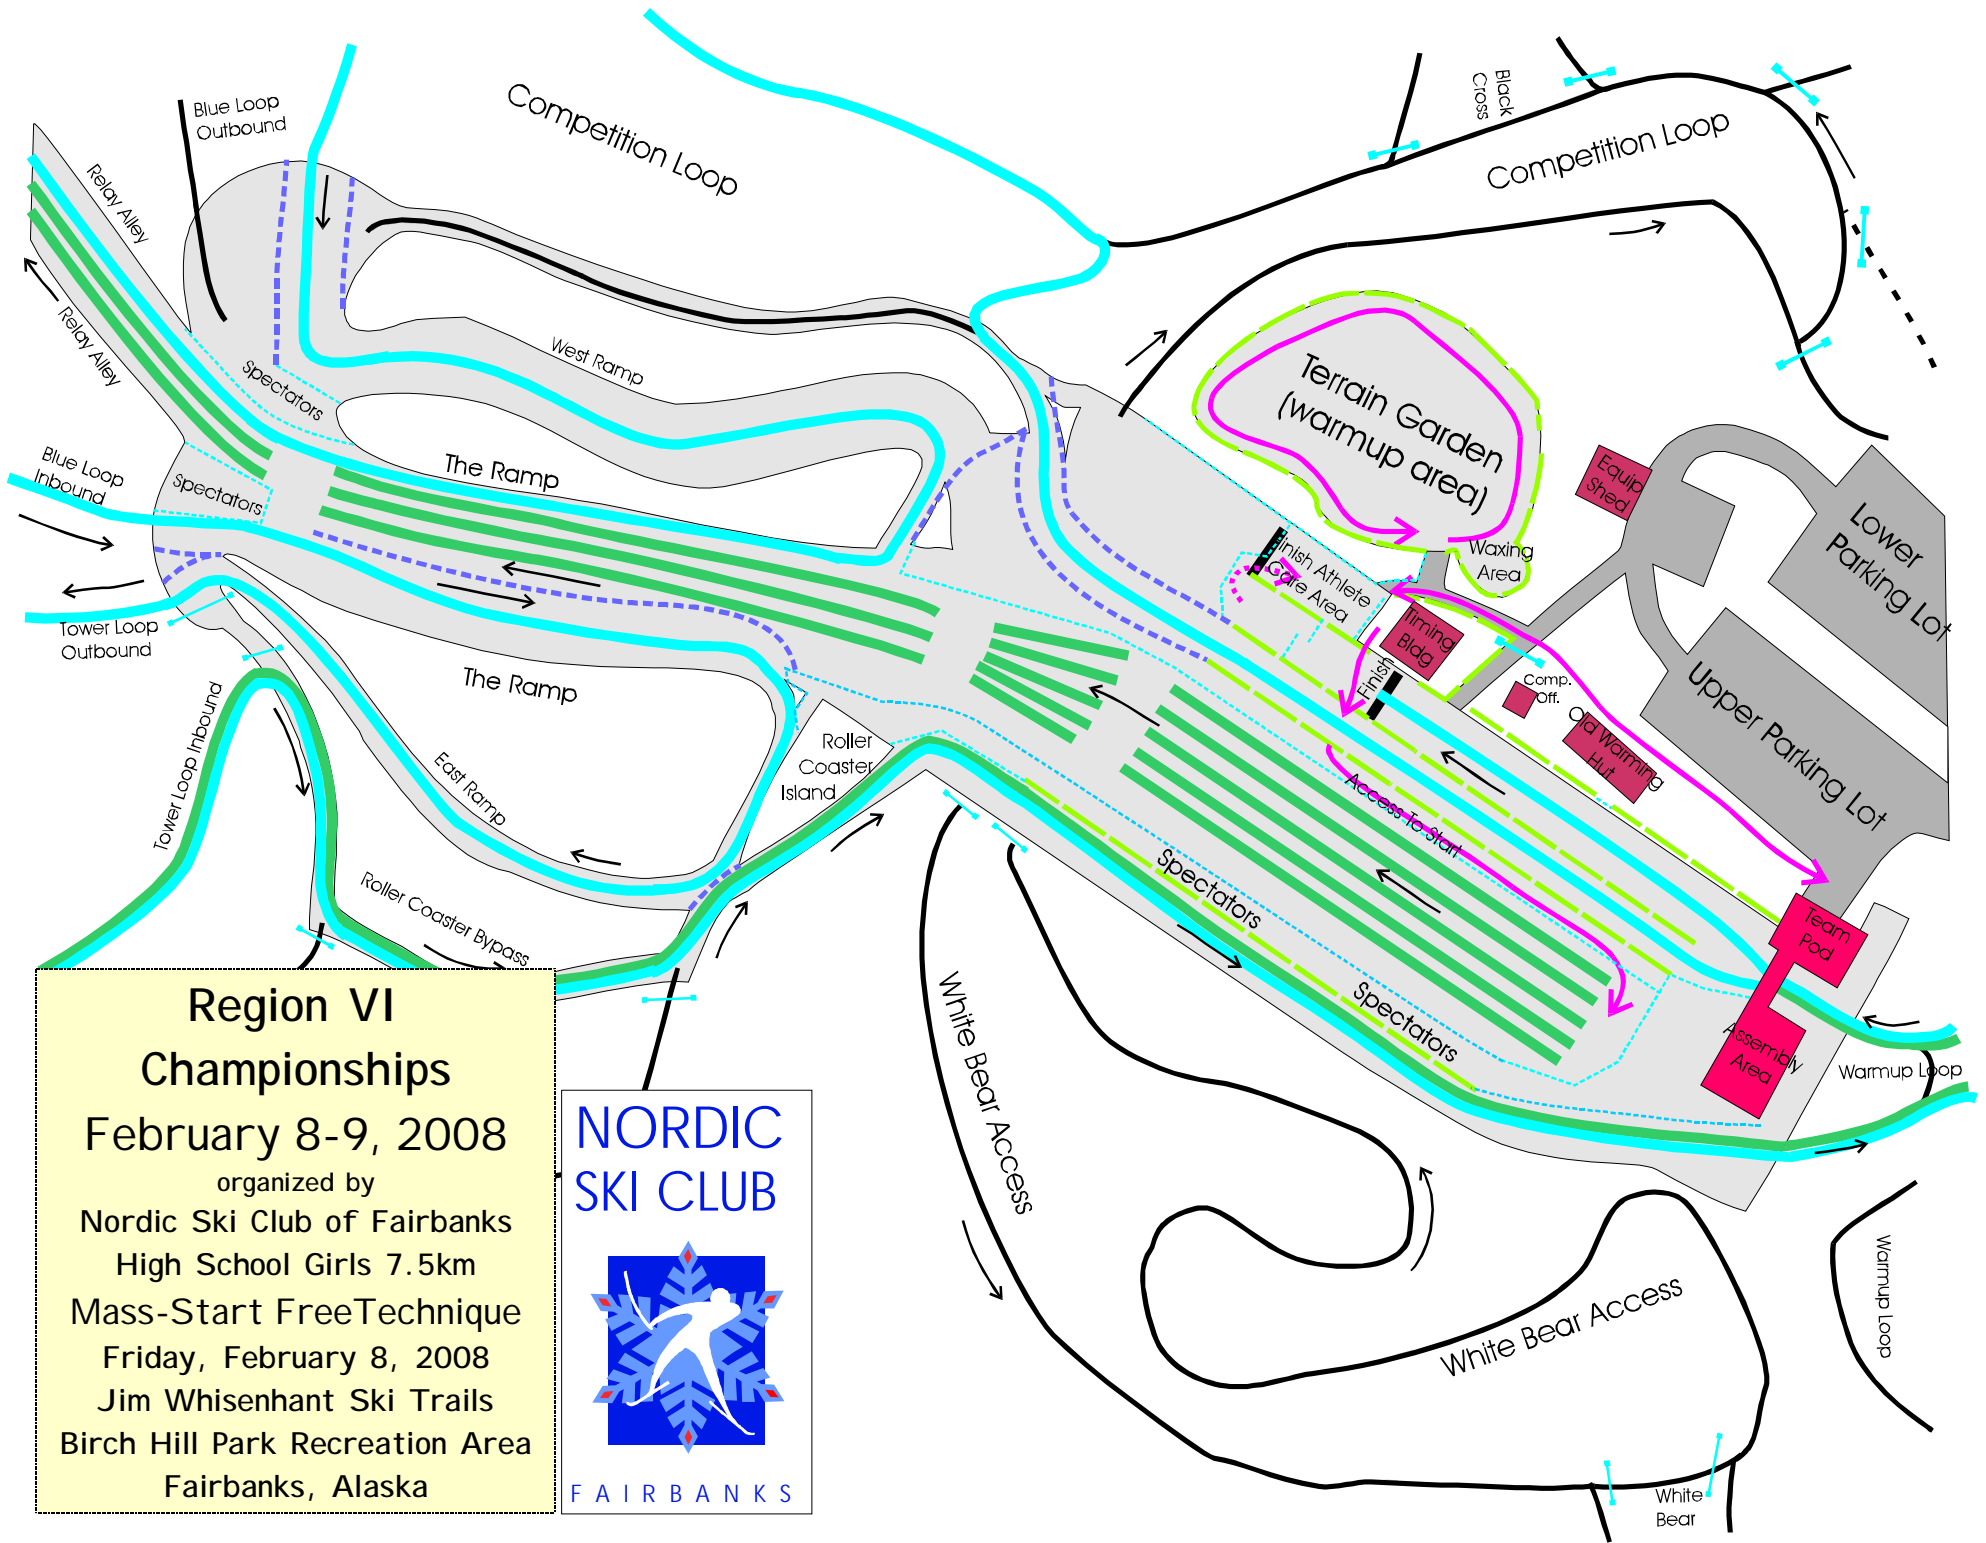 Blue Loop
Outbound
Competition Loop
Black
Cross
Competition Loop
Relay Alley
Relay Alley
West Ramp
Spectators
Terrain Garden
(warmup area)
Blue Loop
Inbound
Spectators
The Ramp
Equip
Shed
Lower
Parking Lot
Waxing
Area
Finish Athlete
Care Area
Timing
Bldg
Tower Loop
Outbound
The Ramp
Finish
Comp.
Off.
Old Warming
Hut
Upper Parking Lot
Roller
Coaster
Island
Tower Loop Inbound
East Ramp
Access To Start
Spectators
Roller Coaster Bypass
Team
Pod
Spectators
Assembly
Area
Warmup Loop
White Bear Access
White Bear Access
Warmup Loop
White
Bear
Region VI
Championships
February 8-9, 2008
organized by
Nordic Ski Club of Fairbanks
High School Girls 7.5km
Mass-Start FreeTechnique
Friday, February 8, 2008
Jim Whisenhant Ski Trails
Birch Hill Park Recreation Area
Fairbanks, Alaska
NORDIC
SKI CLUB
FAIRBANKS